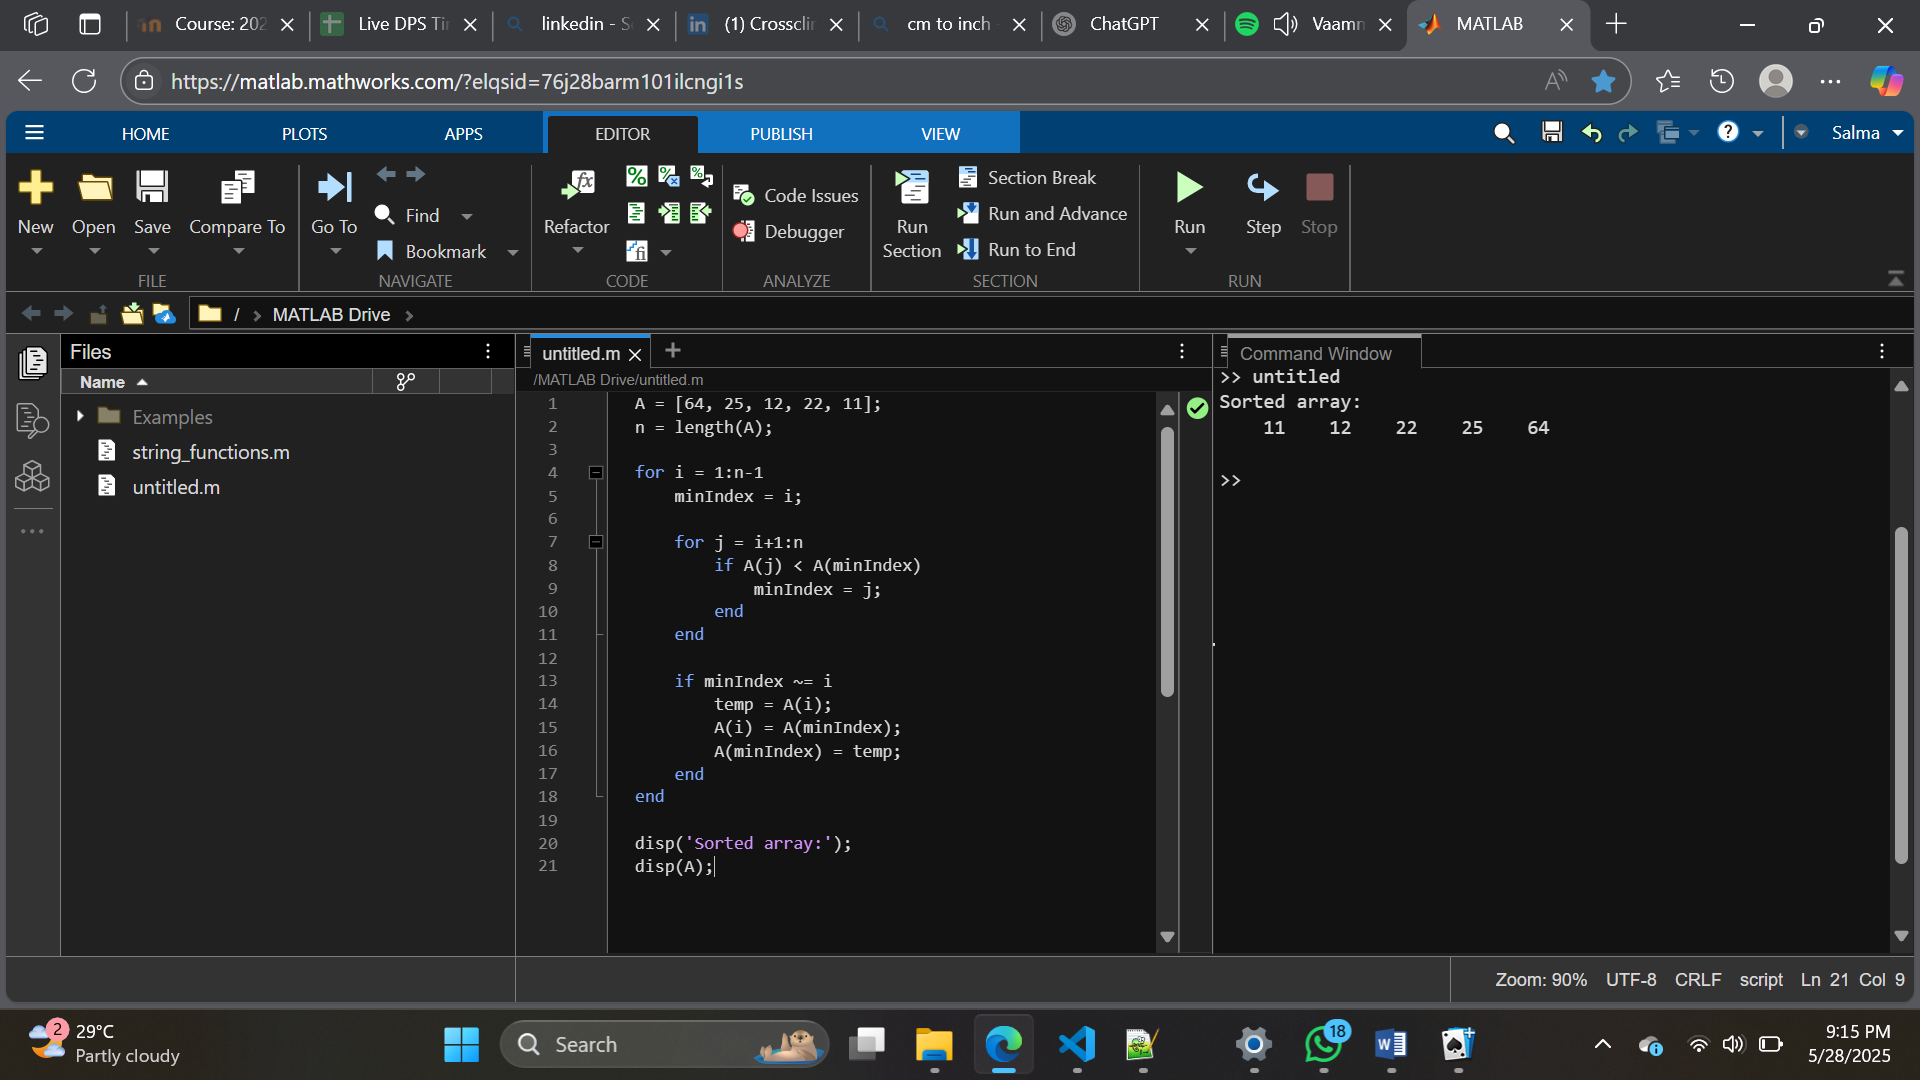 Course: 202
Live DPS Ti
linkedin - S
(1) Crosscli
cm to inch
ChatGPT
Vaamn
MATLAB
https://matlab.mathworks.com/?elqsid=76j28barm101ilcngi1s
HOME
PLOTS
APPS
EDITOR
PUBLISH
VIEW
Salma
New
Open
Save
Compare To
FILE
Go To
Find
Bookmark
NAVIGATE
Refactor
CODE
Code Issues
Debugger
ANALYZE
Run
Section
Section Break
Run and Advance
Run to End
SECTION
Run
Step
Stop
RUN
/ › MATLAB Drive ›
Files
Name
Examples
string_functions.m
untitled.m
untitled.m
/MATLAB Drive/untitled.m
1 A = [64, 25, 12, 22, 11];
2 n = length(A);
3
4 for i = 1:n-1
5     minIndex = i;
6
7     for j = i+1:n
8         if A(j) < A(minIndex)
9             minIndex = j;
10         end
11     end
12
13     if minIndex ~= i
14         temp = A(i);
15         A(i) = A(minIndex);
16         A(minIndex) = temp;
17     end
18 end
19
20 disp('Sorted array:');
21 disp(A);
Command Window
>> untitled
Sorted array:
    11    12    22    25    64
>>
Zoom: 90% UTF-8 CRLF script Ln 21 Col 9
2
29°C
Partly cloudy
Search
18
9:15 PM
5/28/2025